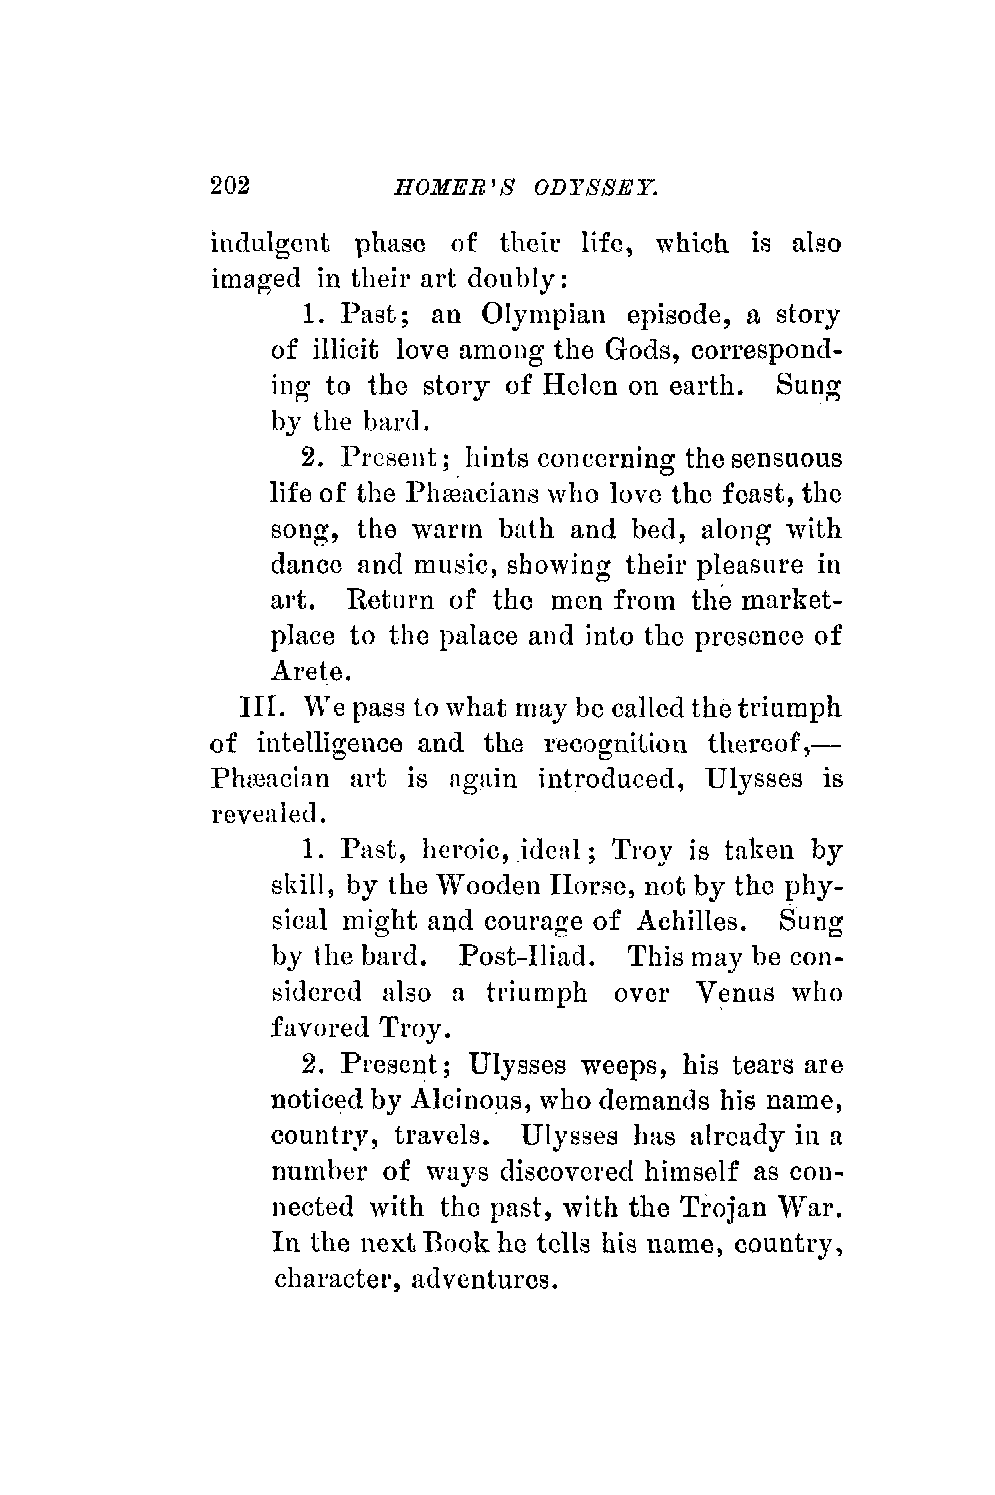 202 HOMER'S ODYSSEY.
indulgent phase of their life, which is also
imaged in their art doubly:
1. Past; an Olympian episode, a story
of illicit love among the Gods, correspond-
ing to the story of Helen on earth. Sung
by the bard.
2. Present; hints concerning the sensuous
life of the Phæacians who love the feast, the
song, the warm bath and bed, along with
dance and music, showing their pleasure in
art. Return of the men from the market-
place to the palace and into the presence of
Arete.
III. We pass to what may be called the triumph
of intelligence and the recognition thereof,—
Phæacian art is again introduced, Ulysses is
revealed.
1. Past, heroic, ideal; Troy is taken by
skill, by the Wooden Horse, not by the phy-
sical might and courage of Achilles. Sung
by the bard. Post-Iliad. This may be con-
sidered also a triumph over Venus who
favored Troy.
2. Present; Ulysses weeps, his tears are
noticed by Alcinous, who demands his name,
country, travels. Ulysses has already in a
number of ways discovered himself as con-
nected with the past, with the Trojan War.
In the next Book he tells his name, country,
character, adventures.